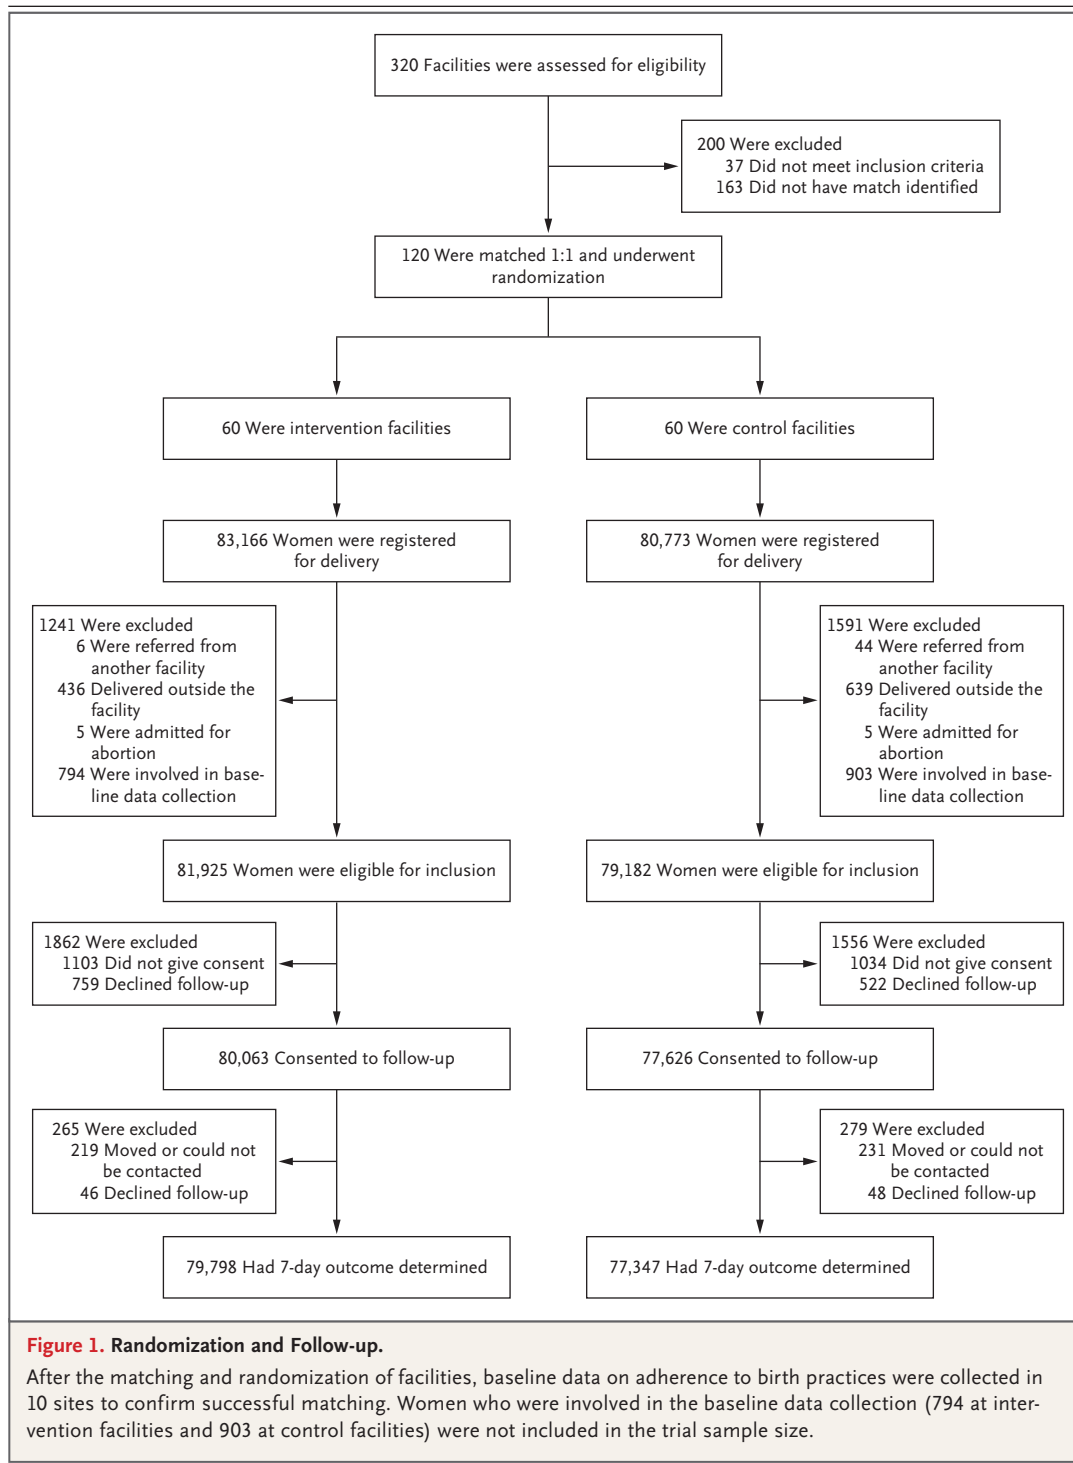 320 Facilities were assessed for eligibility
200 Were excluded
37 Did not meet inclusion criteria
163 Did not have match identified
120 Were matched 1:1 and underwent
randomization
60 Were intervention facilities
60 Were control facilities
83,166 Women were registered
for delivery
80,773 Women were registered
for delivery
1241 Were excluded
6 Were referred from
another facility
436 Delivered outside the
facility
5 Were admitted for
abortion
794 Were involved in base-
line data collection
1591 Were excluded
44 Were referred from
another facility
639 Delivered outside the
facility
5 Were admitted for
abortion
903 Were involved in base-
line data collection
81,925 Women were eligible for inclusion
79,182 Women were eligible for inclusion
1862 Were excluded
1103 Did not give consent
759 Declined follow-up
1556 Were excluded
1034 Did not give consent
522 Declined follow-up
80,063 Consented to follow-up
77,626 Consented to follow-up
265 Were excluded
219 Moved or could not
be contacted
46 Declined follow-up
279 Were excluded
231 Moved or could not
be contacted
48 Declined follow-up
79,798 Had 7-day outcome determined
77,347 Had 7-day outcome determined
Figure 1. Randomization and Follow-up.
After the matching and randomization of facilities, baseline data on adherence to birth practices were collected in
10 sites to confirm successful matching. Women who were involved in the baseline data collection (794 at inter-
vention facilities and 903 at control facilities) were not included in the trial sample size.